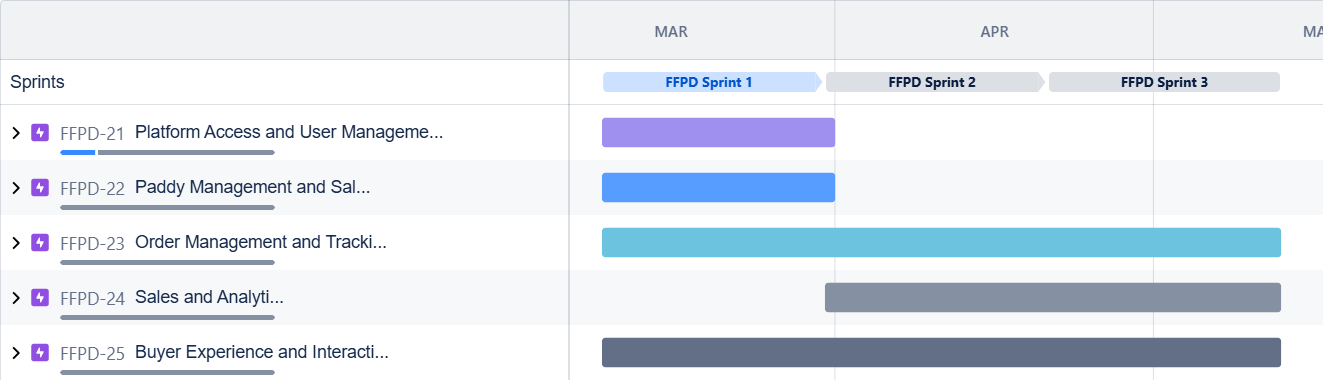 MAR APR MA
Sprints FFPD Sprint 1 FFPD Sprint 2 FFPD Sprint 3
FFPD-21 Platform Access and User Manageme...
FFPD-22 Paddy Management and Sal...
FFPD-23 Order Management and Tracki...
FFPD-24 Sales and Analyti...
FFPD-25 Buyer Experience and Interacti...